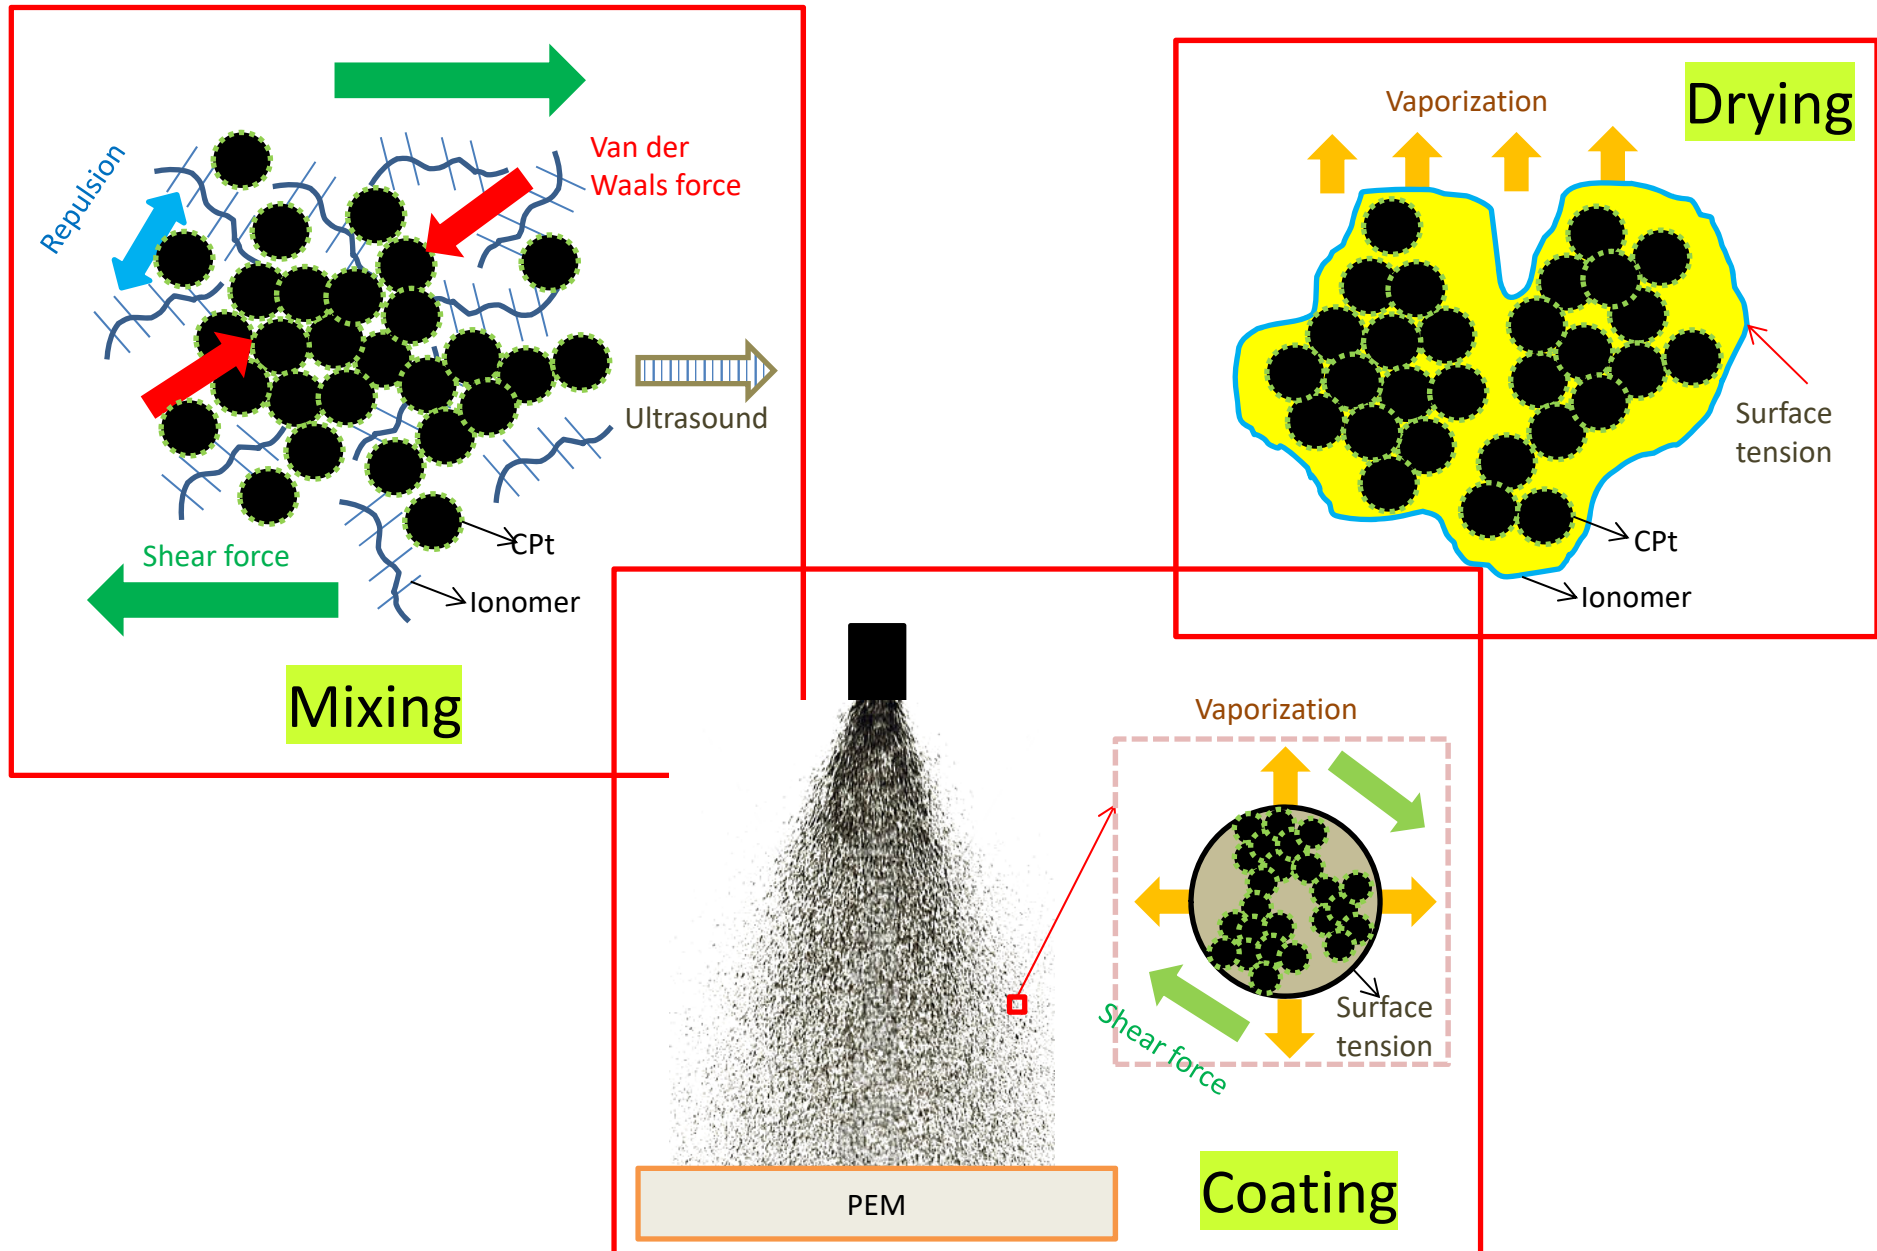 Repulsion
Van der
Waals force
Ultrasound
CPt
Shear force
Ionomer
Mixing
Vaporization
Drying
Surface
tension
CPt
Ionomer
Vaporization
Shear force
Surface
tension
PEM
Coating